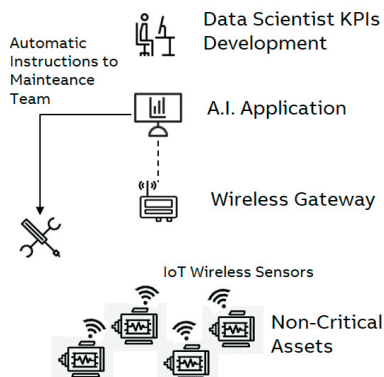 Data Scientist KPIs
Development
Automatic
Instructions to
Mainteance
Team
A.I. Application
Wireless Gateway
IoT Wireless Sensors
Non-Critical
Assets